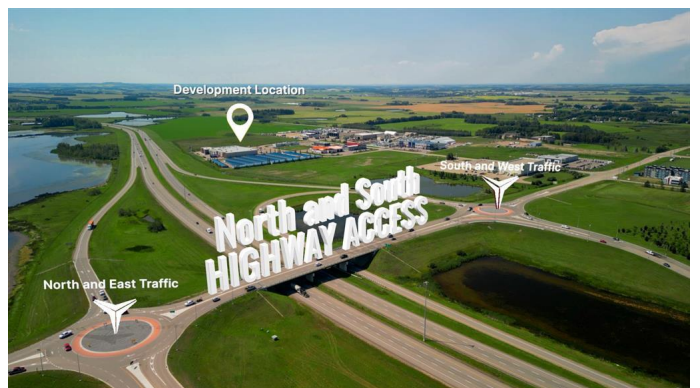 Development Location
South and West Traffic
North and South
HIGHWAY ACCESS
North and East Traffic